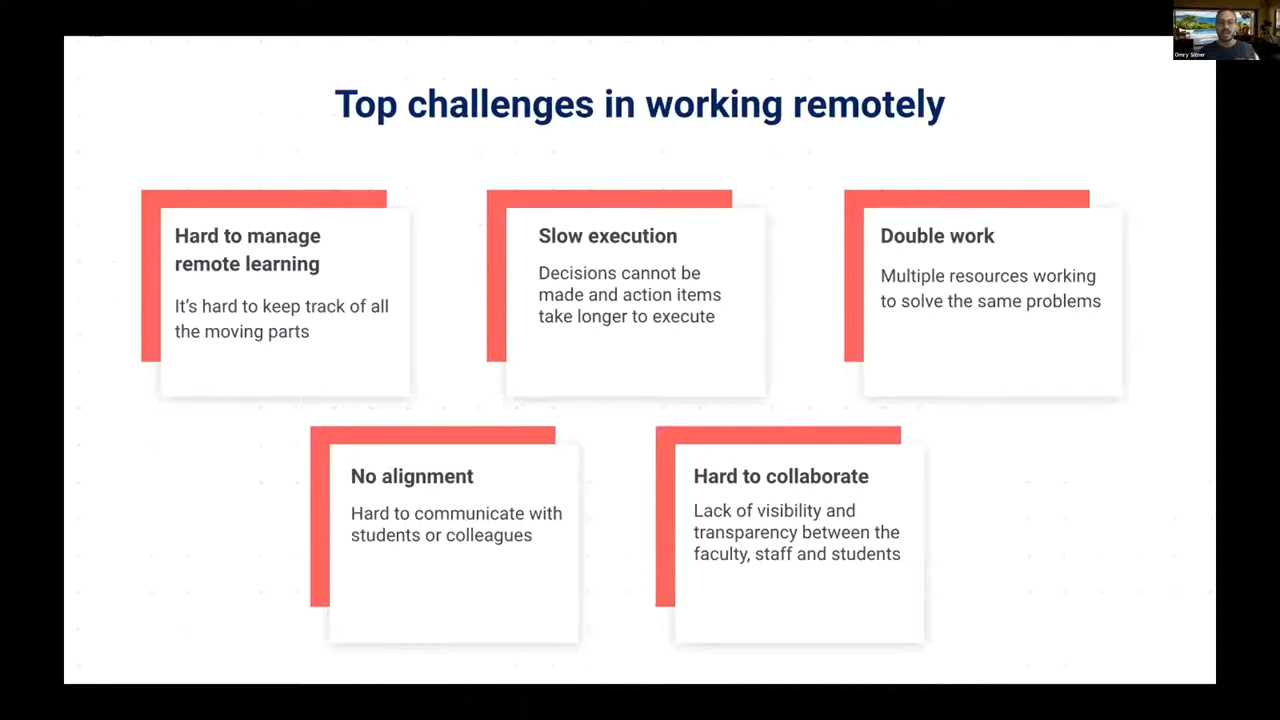 Top challenges in working remotely
Hard to manage
remote learning
It's hard to keep track of all
the moving parts
Slow execution
Decisions cannot be
made and action items
take longer to execute
Double work
Multiple resources working
to solve the same problems
No alignment
Hard to communicate with
students or colleagues
Hard to collaborate
Lack of visibility and
transparency between the
faculty, staff and students
Omry Sitner